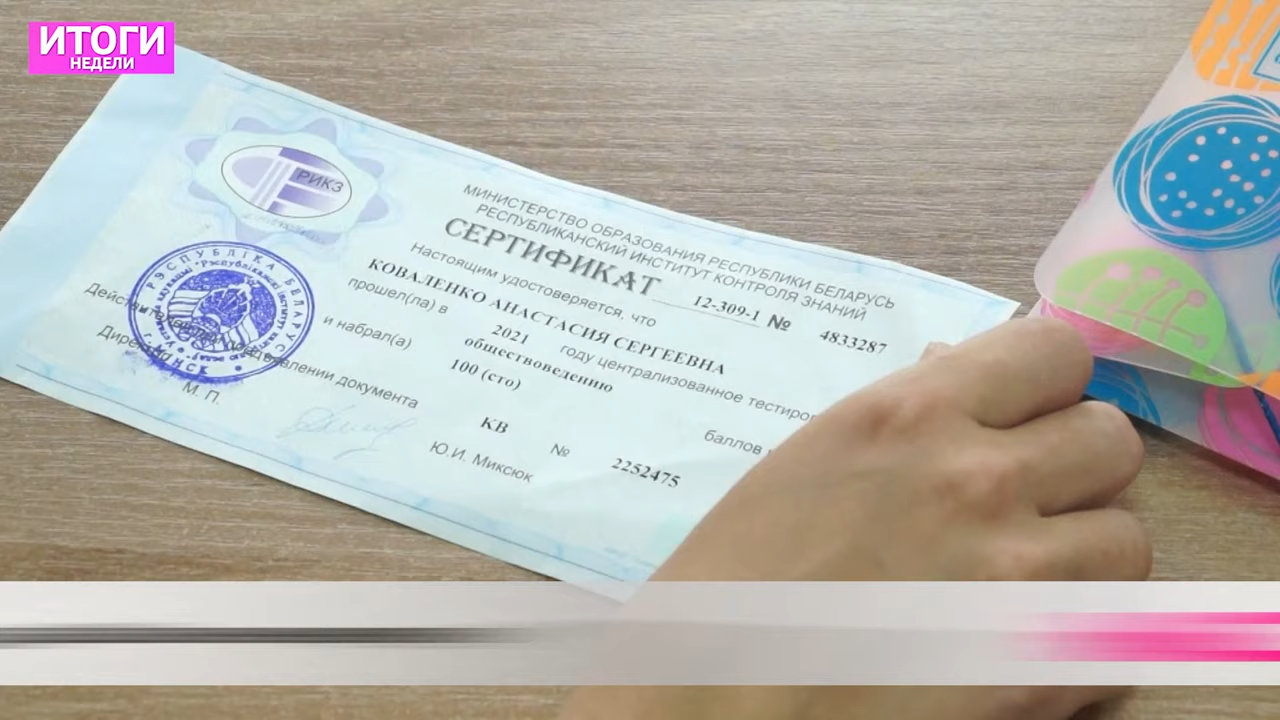 ИТОГИ
НЕДЕЛИ
РИКЗ
МИНИСТЕРСТВО ОБРАЗОВАНИЯ РЕСПУБЛИКИ БЕЛАРУСЬ
РЕСПУБЛИКАНСКИЙ ИНСТИТУТ КОНТРОЛЯ ЗНАНИЙ
СЕРТИФИКАТ 12-309-1 № 4833287
Настоящим удостоверяется, что
КОВАЛЕНКО АНАСТАСИЯ СЕРГЕЕВНА
прошел(ла) в 2021 году централизованное
обществоведению
и набрал(а) 100 (сто) баллов
предъявлении документа КВ № 2252475
Директор Ю.И. Миксюк
М. П.
РЭСПУБЛІКА БЕЛАРУСЬ